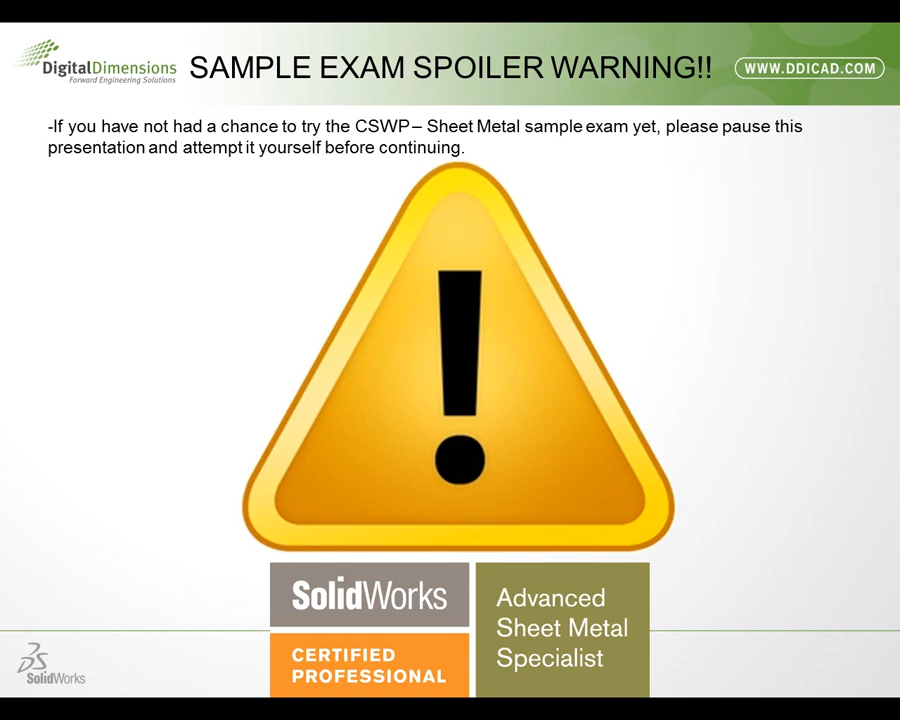 DigitalDimensions
Forward Engineering Solutions
SAMPLE EXAM SPOILER WARNING!!
WWW.DDICAD.COM
-If you have not had a chance to try the CSWP – Sheet Metal sample exam yet, please pause this
presentation and attempt it yourself before continuing.
!
SolidWorks
CERTIFIED
PROFESSIONAL
Advanced
Sheet Metal
Specialist
SolidWorks